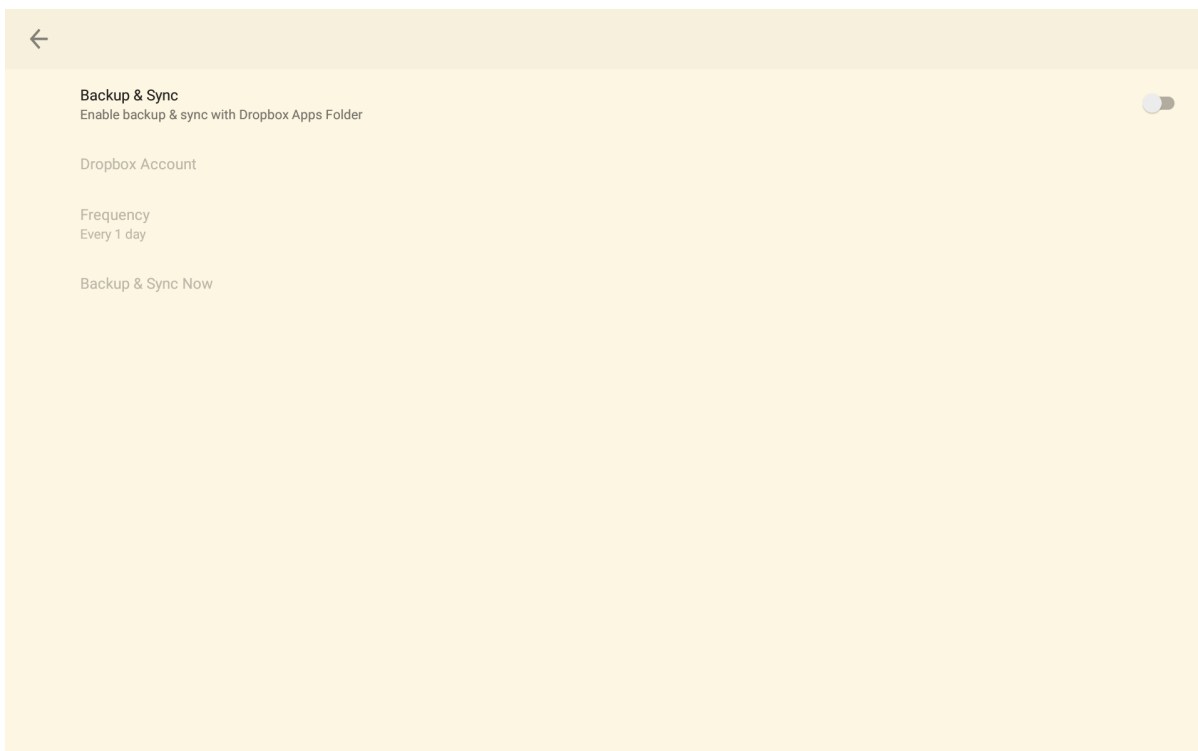 Backup & Sync
Enable backup & sync with Dropbox Apps Folder
Dropbox Account
Frequency
Every 1 day
Backup & Sync Now